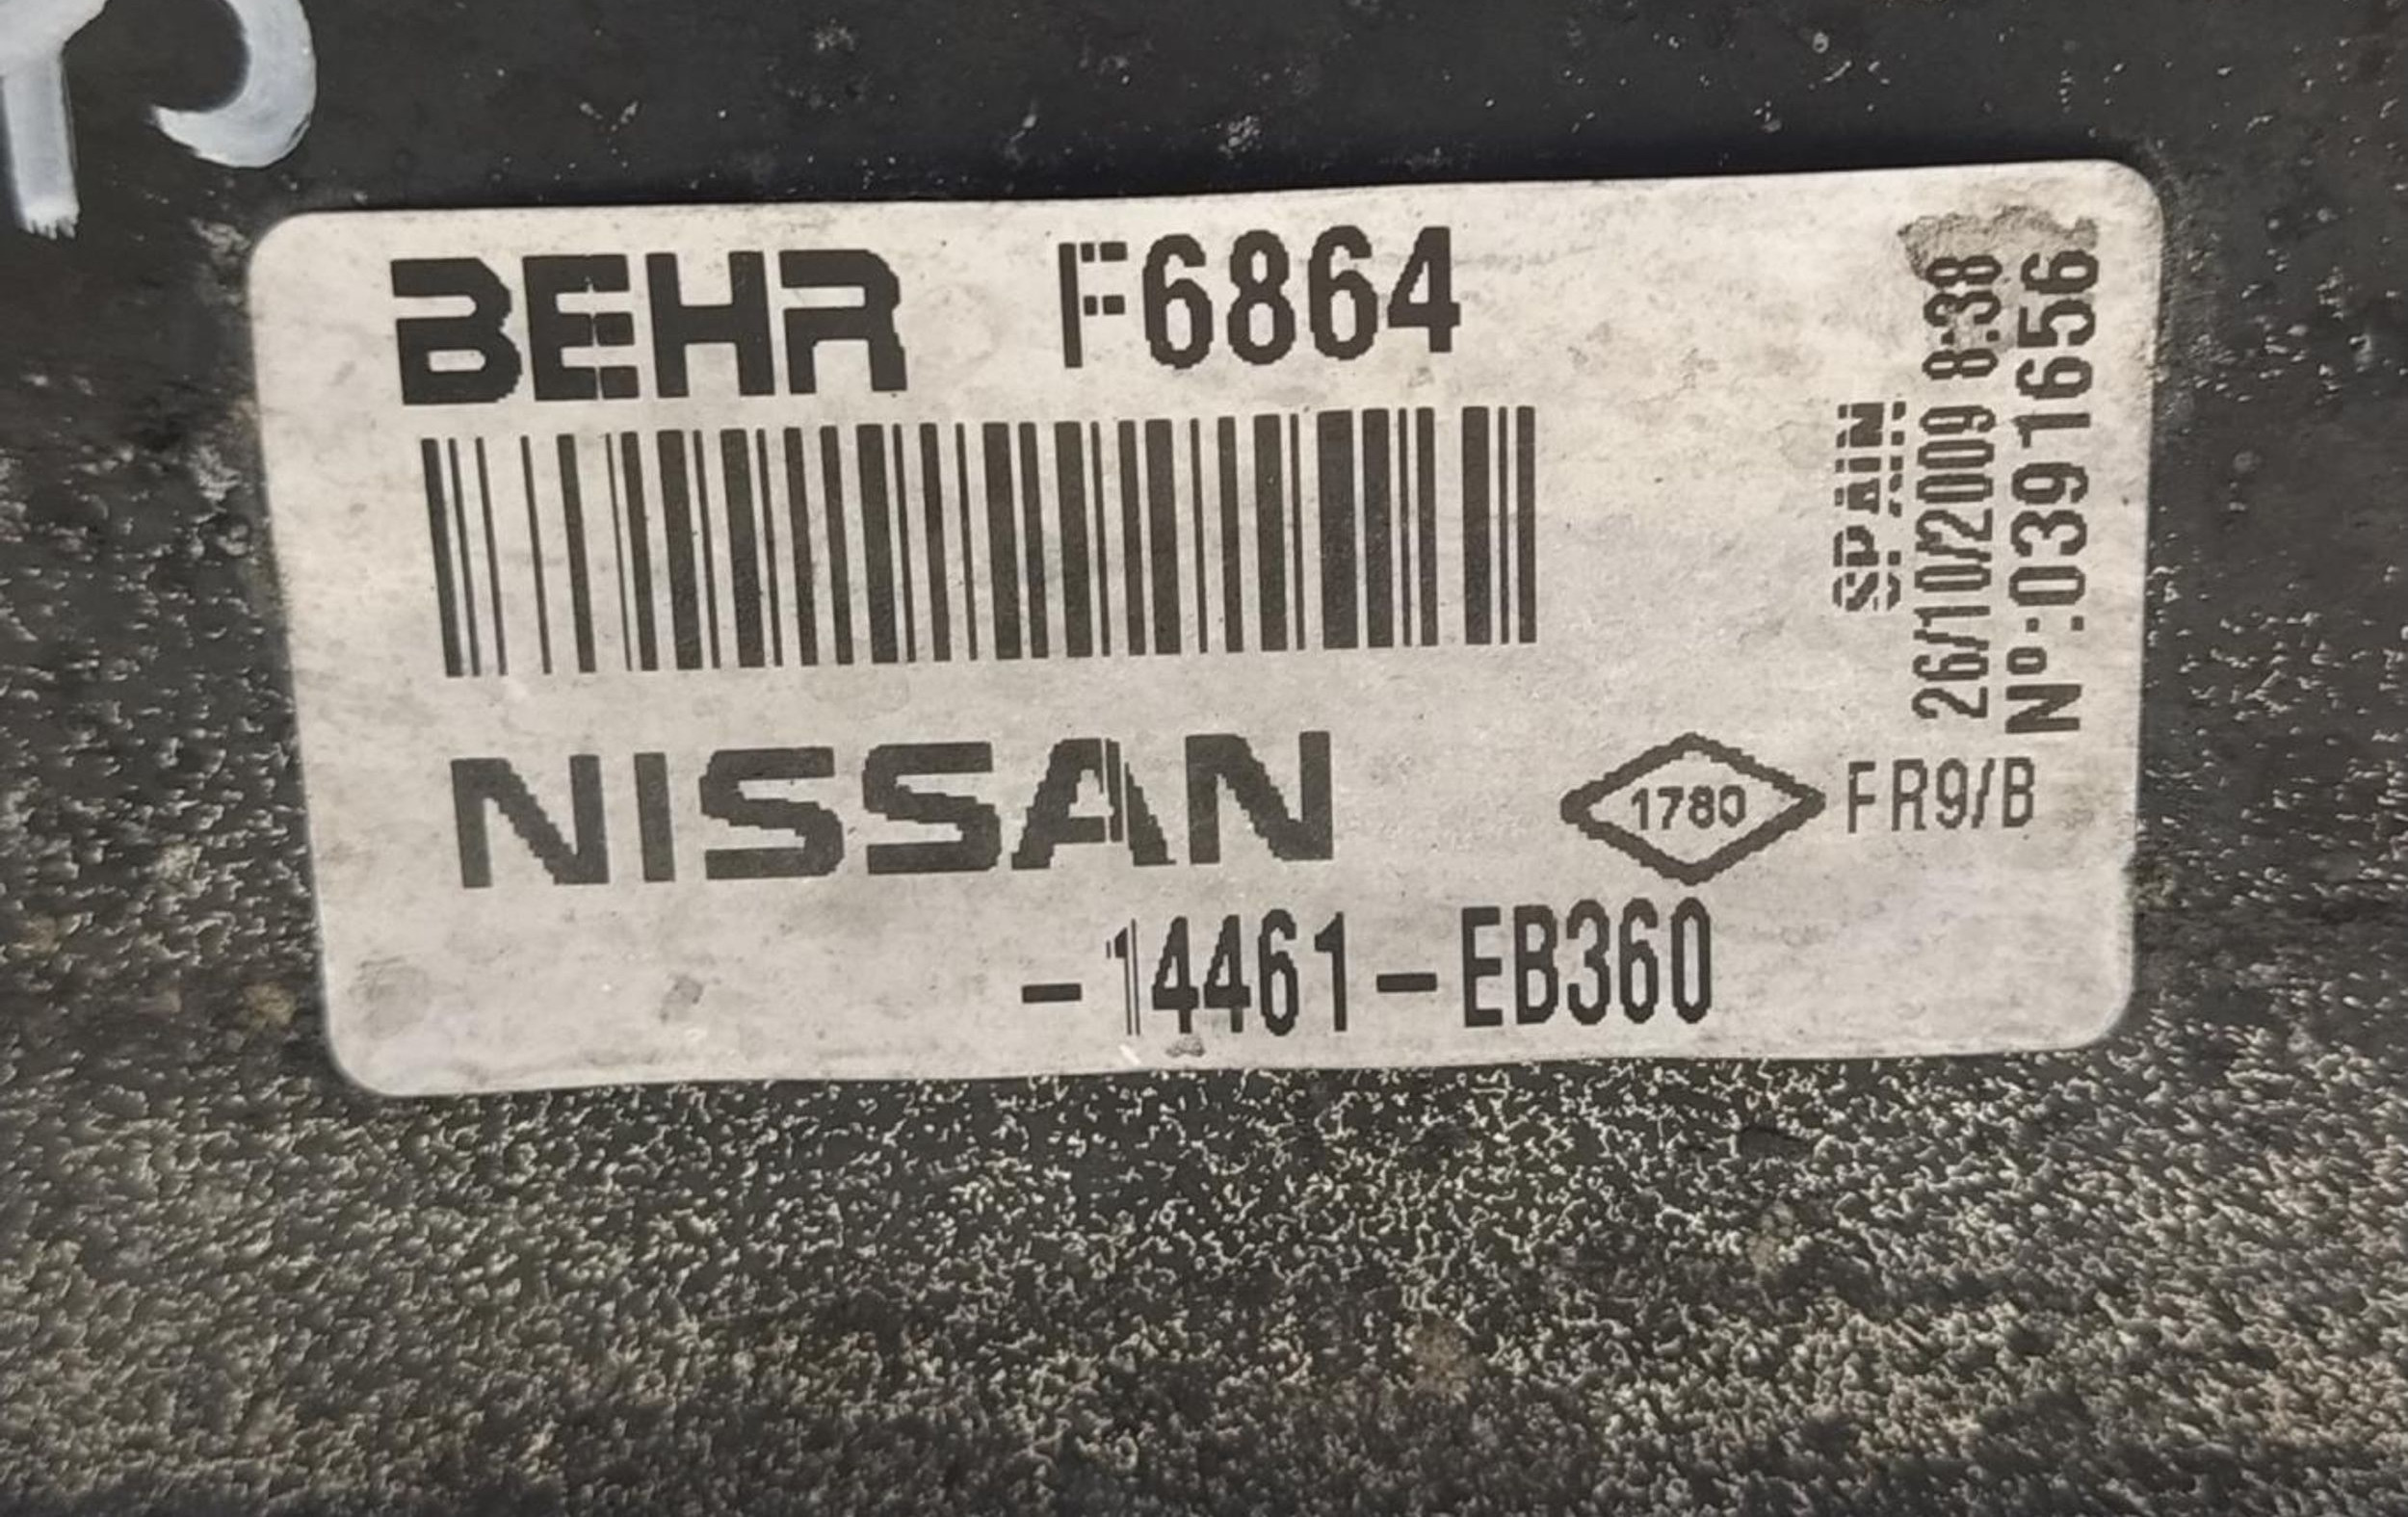 BEHR F6864
NISSAN
1780 FR9/B
-14461-EB360
SPAIN
26/10/2009 8:38
Nº.:0391656